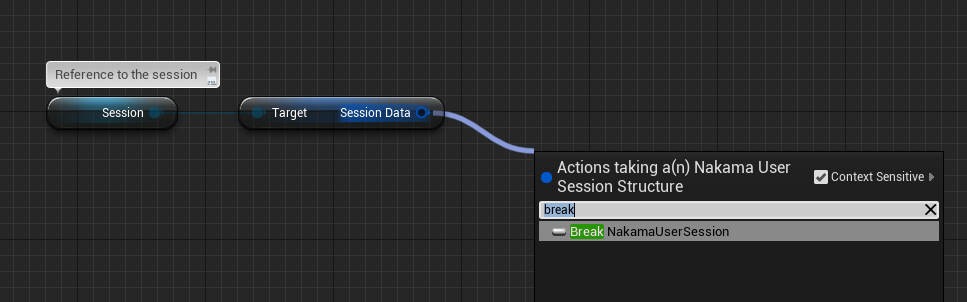 Reference to the session
Session
Target
Session Data
Actions taking a(n) Nakama User
Session Structure
Context Sensitive
break
Break NakamaUserSession